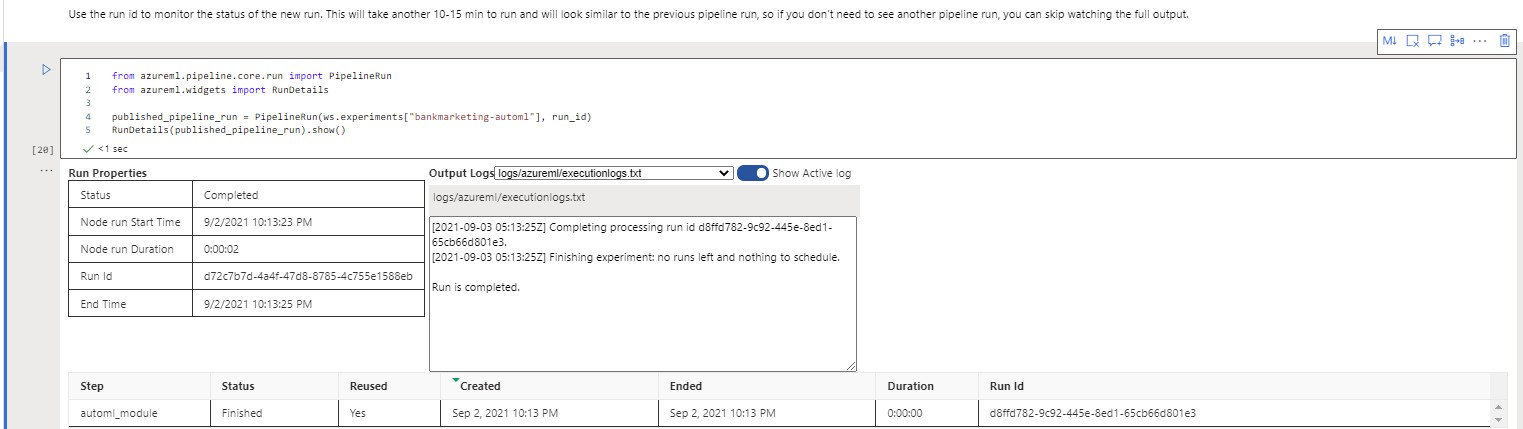 Use the run id to monitor the status of the new run. This will take another 10-15 min to run and will look similar to the previous pipeline run, so if you don't need to see another pipeline run, you can skip watching the full output.
M↓
1 from azureml.pipeline.core.run import PipelineRun
2 from azureml.widgets import RunDetails
3
4 published_pipeline_run = PipelineRun(ws.experiments["bankmarketing-automl"], run_id)
5 RunDetails(published_pipeline_run).show()
[20] <1 sec
Run Properties
Status Completed
Node run Start Time 9/2/2021 10:13:23 PM
Node run Duration 0:00:02
Run Id d72c7b7d-4a4f-47d8-8785-4c755e1588eb
End Time 9/2/2021 10:13:25 PM
Output Logs logs/azureml/executionlogs.txt Show Active log
logs/azureml/executionlogs.txt
[2021-09-03 05:13:25Z] Completing processing run id d8ffd782-9c92-445e-8ed1-
65cb66d801e3.
[2021-09-03 05:13:25Z] Finishing experiment: no runs left and nothing to schedule.
Run is completed.
Step Status Reused Created Ended Duration Run Id
automl_module Finished Yes Sep 2, 2021 10:13 PM Sep 2, 2021 10:13 PM 0:00:00 d8ffd782-9c92-445e-8ed1-65cb66d801e3